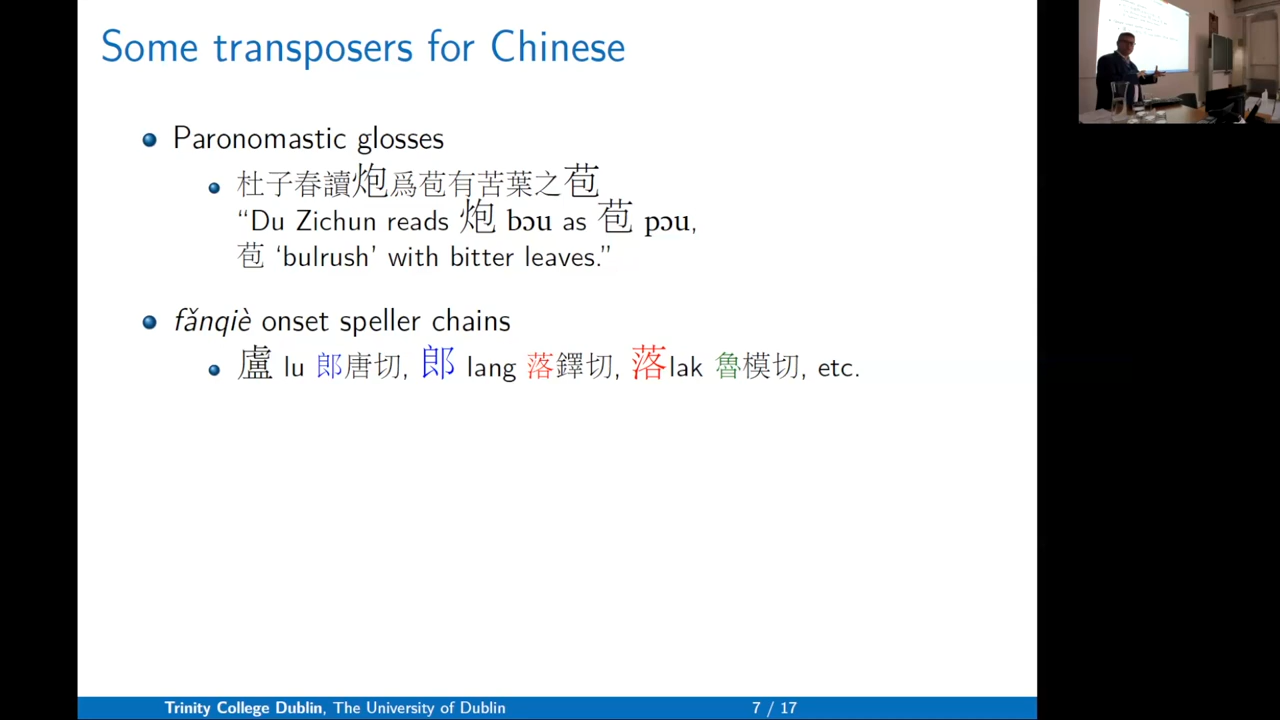 Some transposers for Chinese
Paronomastic glosses
杜子春讀炮爲苞有苦葉之苞
“Du Zichun reads 炮 bɔu as 苞 pɔu,
苞 ‘bulrush’ with bitter leaves.”
fǎnqiè onset speller chains
盧 lu 郎唐切, 郎 lang 落鐸切, 落lak 魯模切, etc.
Trinity College Dublin, The University of Dublin
7 / 17